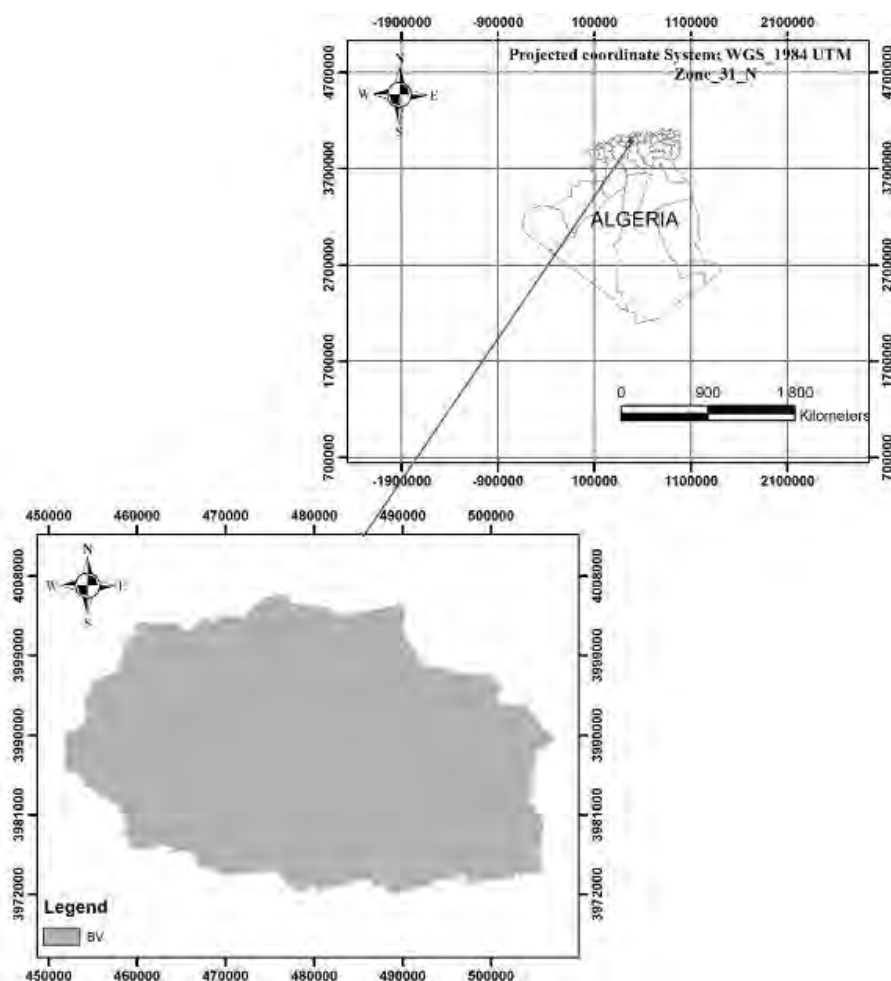 -1900000 -900000 100000 1100000 2100000
Projected coordinate System: WGS_1984 UTM
Zone_31_N
4700000 4700000
N
W E
S
3700000 3700000
ALGERIA
2700000 2700000
1700000 1700000
0 900 1 800
Kilometers
700000 700000
-1900000 -900000 100000 1100000 2100000
450000 460000 470000 480000 490000 500000
4008000 4008000
N
W E
S
3999000 3999000
3990000 3990000
3981000 3981000
3972000 3972000
Legend
BV
450000 460000 470000 480000 490000 500000